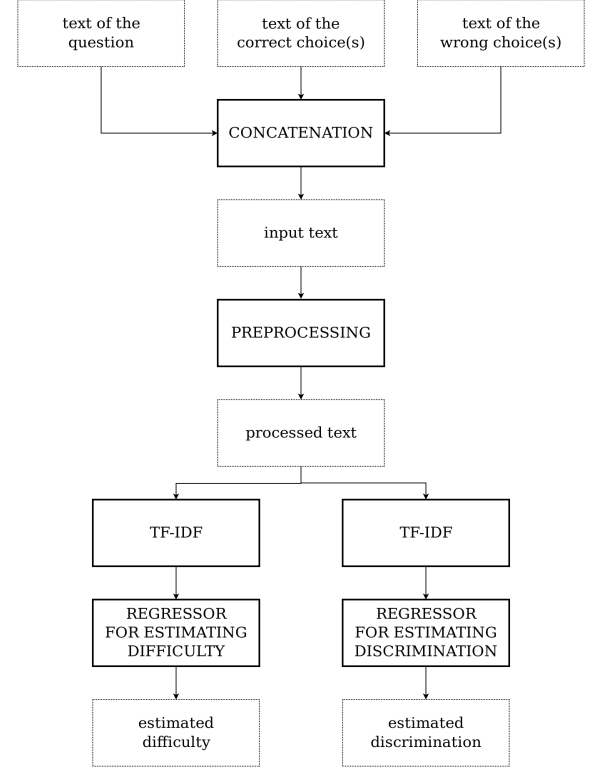 text of the
question
text of the
correct choice(s)
text of the
wrong choice(s)
CONCATENATION
input text
PREPROCESSING
processed text
TF-IDF
TF-IDF
REGRESSOR
FOR ESTIMATING
DIFFICULTY
REGRESSOR
FOR ESTIMATING
DISCRIMINATION
estimated
difficulty
estimated
discrimination